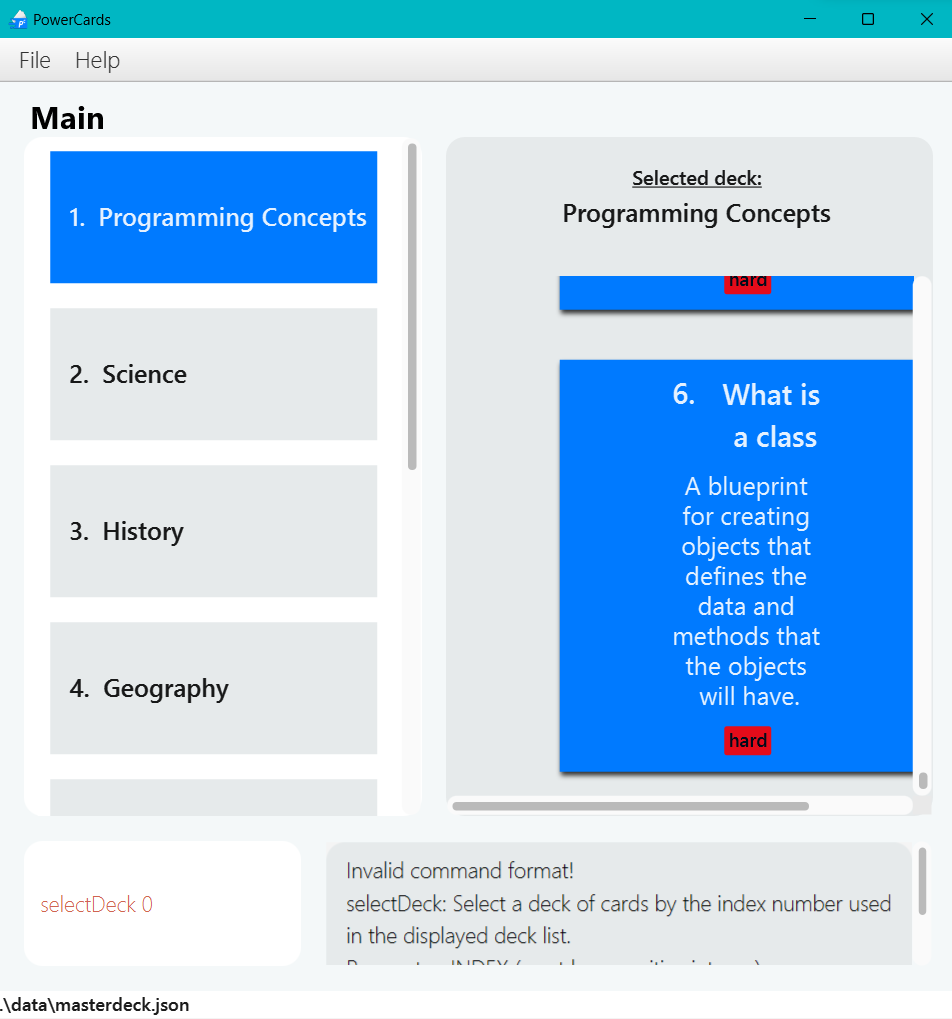 PowerCards
File Help
Main
1. Programming Concepts
2. Science
3. History
4. Geography
Selected deck:
Programming Concepts
hard
6. What is
a class
A blueprint
for creating
objects that
defines the
data and
methods that
the objects
will have.
hard
selectDeck 0
Invalid command format!
selectDeck: Select a deck of cards by the index number used
in the displayed deck list.
.\data\masterdeck.json